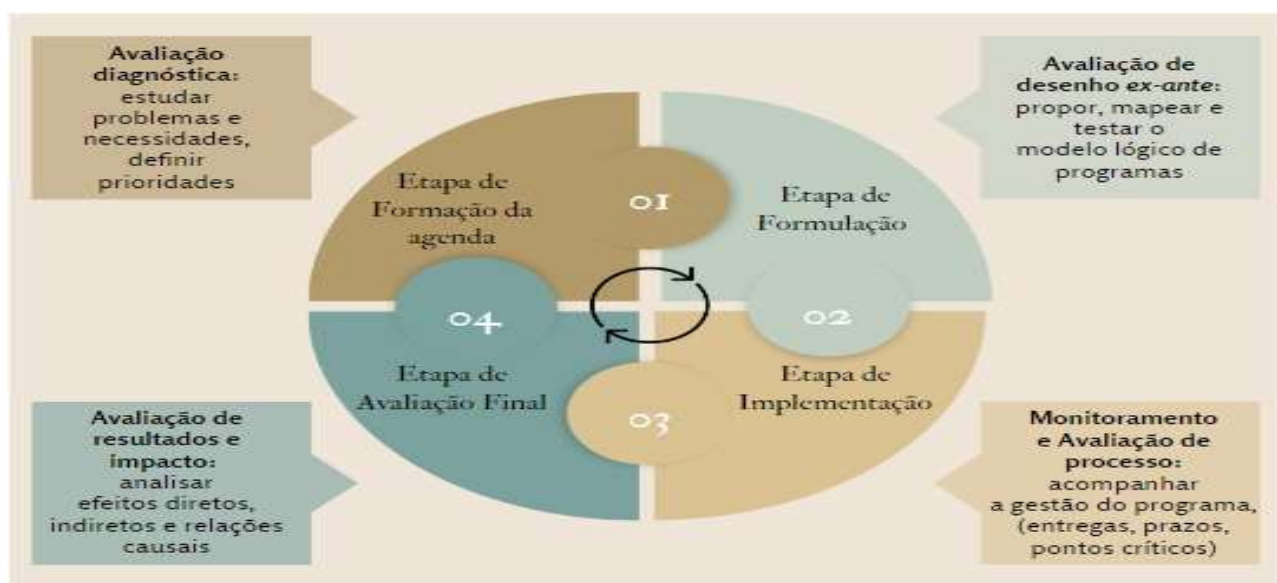 Avaliação
diagnóstica:
estudar
problemas e
necessidades,
definir
prioridades
Avaliação de
desenho ex-ante:
propor, mapear e
testar o
modelo lógico de
programas
Etapa de
Formação da
agenda
01
Etapa de
Formulação
04
02
Etapa de
Avaliação Final
03
Etapa de
Implementação
Avaliação de
resultados e
impacto:
analisar
efeitos diretos,
indiretos e relações
causais
Monitoramento
e Avaliação de
processo:
acompanhar
a gestão do programa,
(entregas, prazos,
pontos críticos)